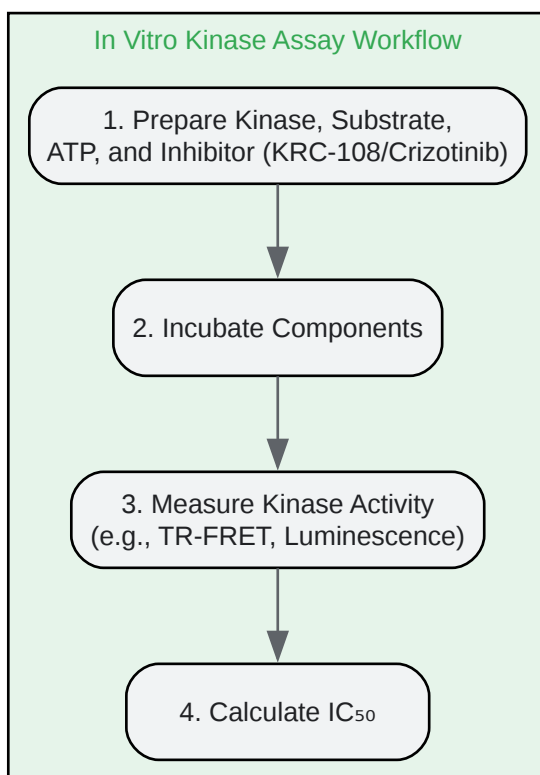 In Vitro Kinase Assay Workflow
1. Prepare Kinase, Substrate,
ATP, and Inhibitor (KRC-108/Crizotinib)
2. Incubate Components
3. Measure Kinase Activity
(e.g., TR-FRET, Luminescence)
4. Calculate IC₅₀